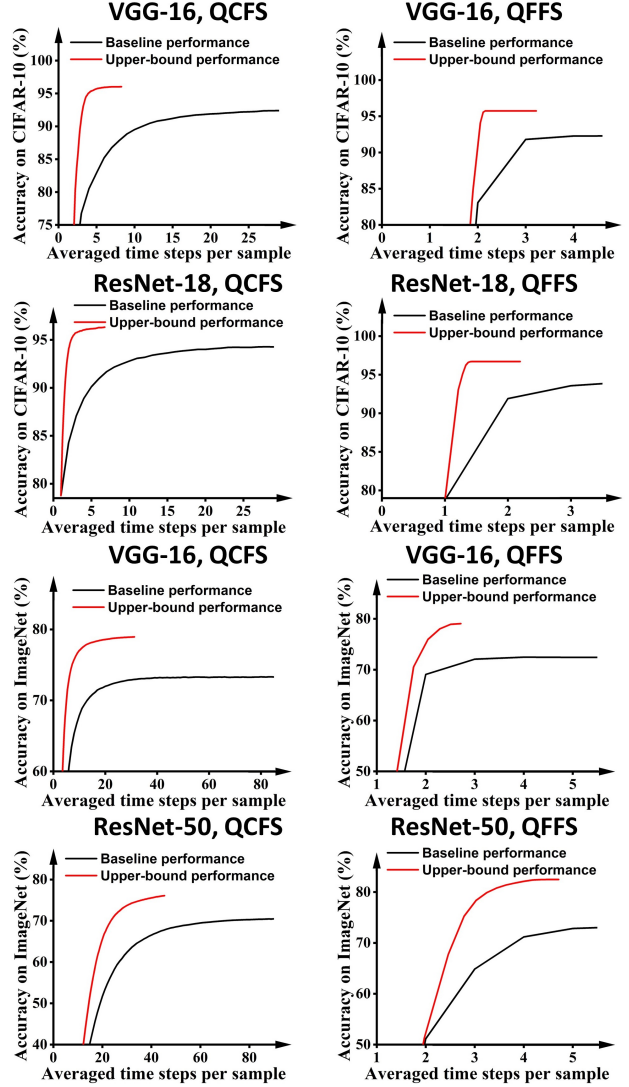 VGG-16, QCFS
Baseline performance
Upper-bound performance
Accuracy on CIFAR-10 (%)
100
95
90
85
80
75
0 5 10 15 20 25
Averaged time steps per sample
VGG-16, QFFS
Baseline performance
Upper-bound performance
Accuracy on CIFAR-10 (%)
100
95
90
85
80
0 1 2 3 4
Averaged time steps per sample
ResNet-18, QCFS
Baseline performance
Upper-bound performance
Accuracy on CIFAR-10 (%)
95
90
85
80
0 5 10 15 20 25
Averaged time steps per sample
ResNet-18, QFFS
Baseline performance
Upper-bound performance
Accuracy on CIFAR-10 (%)
100
95
90
85
80
0 1 2 3
Averaged time steps per sample
VGG-16, QCFS
Baseline performance
Upper-bound performance
Accuracy on ImageNet (%)
80
70
60
0 20 40 60 80
Averaged time steps per sample
VGG-16, QFFS
Baseline performance
Upper-bound performance
Accuracy on ImageNet (%)
80
70
60
50
1 2 3 4 5
Averaged time steps per sample
ResNet-50, QCFS
Baseline performance
Upper-bound performance
Accuracy on ImageNet (%)
80
70
60
50
40
0 20 40 60 80
Averaged time steps per sample
ResNet-50, QFFS
Baseline performance
Upper-bound performance
Accuracy on ImageNet (%)
80
70
60
50
1 2 3 4 5
Averaged time steps per sample